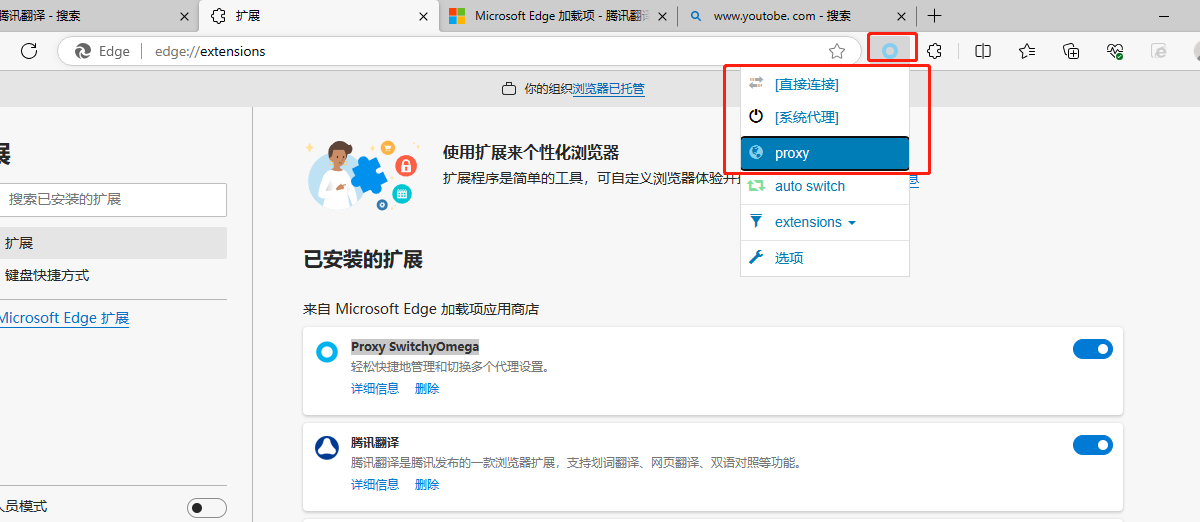 腾讯翻译 - 搜索
扩展
Microsoft Edge 加载项 - 腾讯翻
www.youtobe. com - 搜索
Edge
edge://extensions
你的组织浏览器已托管
[直接连接]
[系统代理]
proxy
auto switch
extensions
选项
展
搜索已安装的扩展
扩展
键盘快捷方式
Microsoft Edge 扩展
人员模式
使用扩展来个性化浏览器
扩展程序是简单的工具，可自定义浏览器体验并
息
已安装的扩展
来自 Microsoft Edge 加载项应用商店
Proxy SwitchyOmega
轻松快捷地管理和切换多个代理设置。
详细信息 删除
腾讯翻译
腾讯翻译是腾讯发布的一款浏览器扩展，支持划词翻译、网页翻译、双语对照等功能。
详细信息 删除